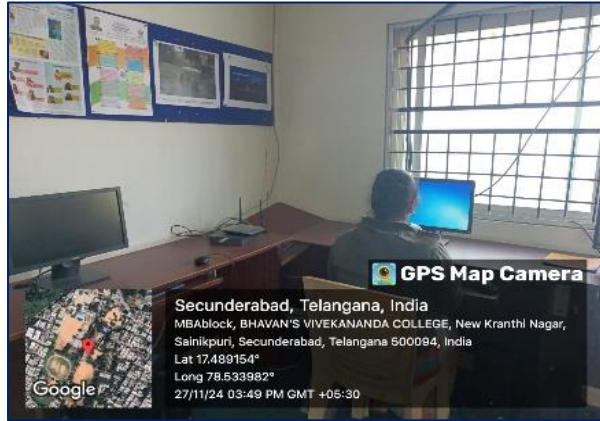 GPS Map Camera
Secunderabad, Telangana, India
MBAblock, BHAVAN'S VIVEKANANDA COLLEGE, New Kranthi Nagar,
Sainikpuri, Secunderabad, Telangana 500094, India
Lat 17.489154°
Long 78.533982°
27/11/24 03:49 PM GMT +05:30
Google